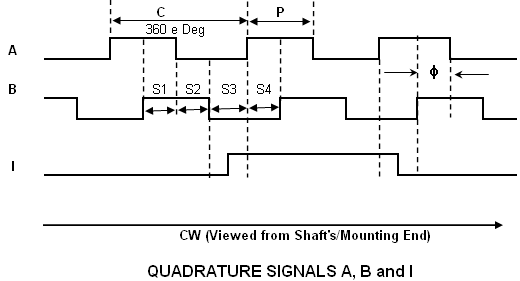 C
P
360 e Deg
A
ϕ
B
S1 S2 S3 S4
I
CW (Viewed from Shaft's/Mounting End)
QUADRATURE SIGNALS A, B and I